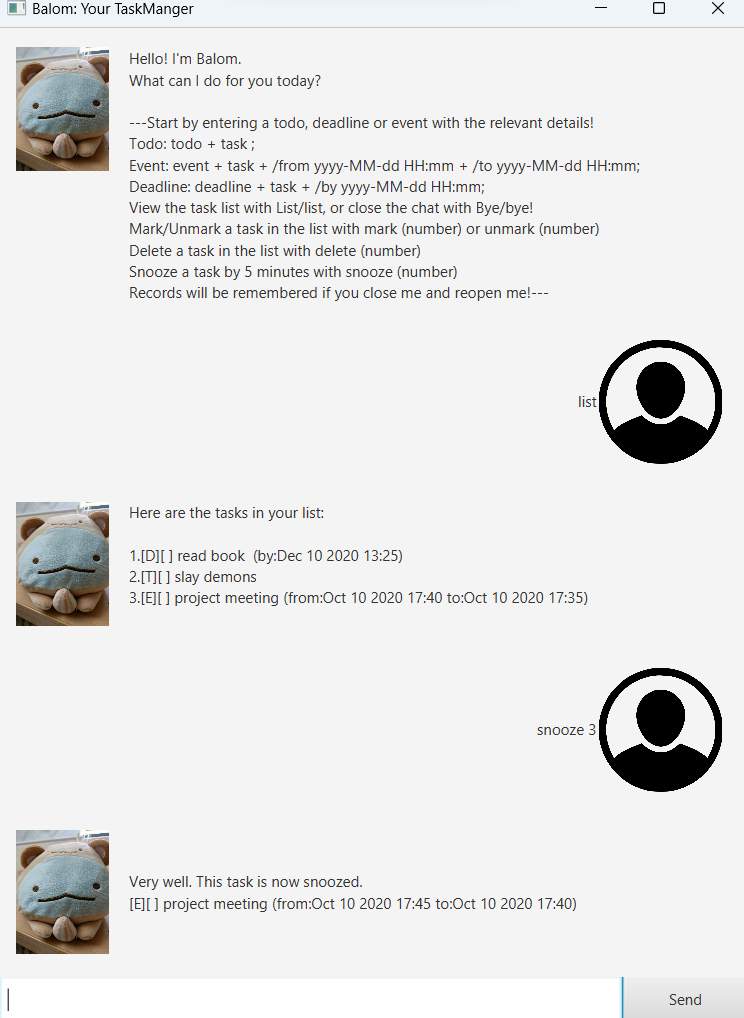 Balom: Your TaskManger
Hello! I'm Balom.
What can I do for you today?
---Start by entering a todo, deadline or event with the relevant details!
Todo: todo + task ;
Event: event + task + /from yyyy-MM-dd HH:mm + /to yyyy-MM-dd HH:mm;
Deadline: deadline + task + /by yyyy-MM-dd HH:mm;
View the task list with List/list, or close the chat with Bye/bye!
Mark/Unmark a task in the list with mark (number) or unmark (number)
Delete a task in the list with delete (number)
Snooze a task by 5 minutes with snooze (number)
Records will be remembered if you close me and reopen me!---
list
Here are the tasks in your list:
1.[D][ ] read book  (by:Dec 10 2020 13:25)
2.[T][ ] slay demons
3.[E][ ] project meeting (from:Oct 10 2020 17:40 to:Oct 10 2020 17:35)
snooze 3
Very well. This task is now snoozed.
[E][ ] project meeting (from:Oct 10 2020 17:45 to:Oct 10 2020 17:40)
Send